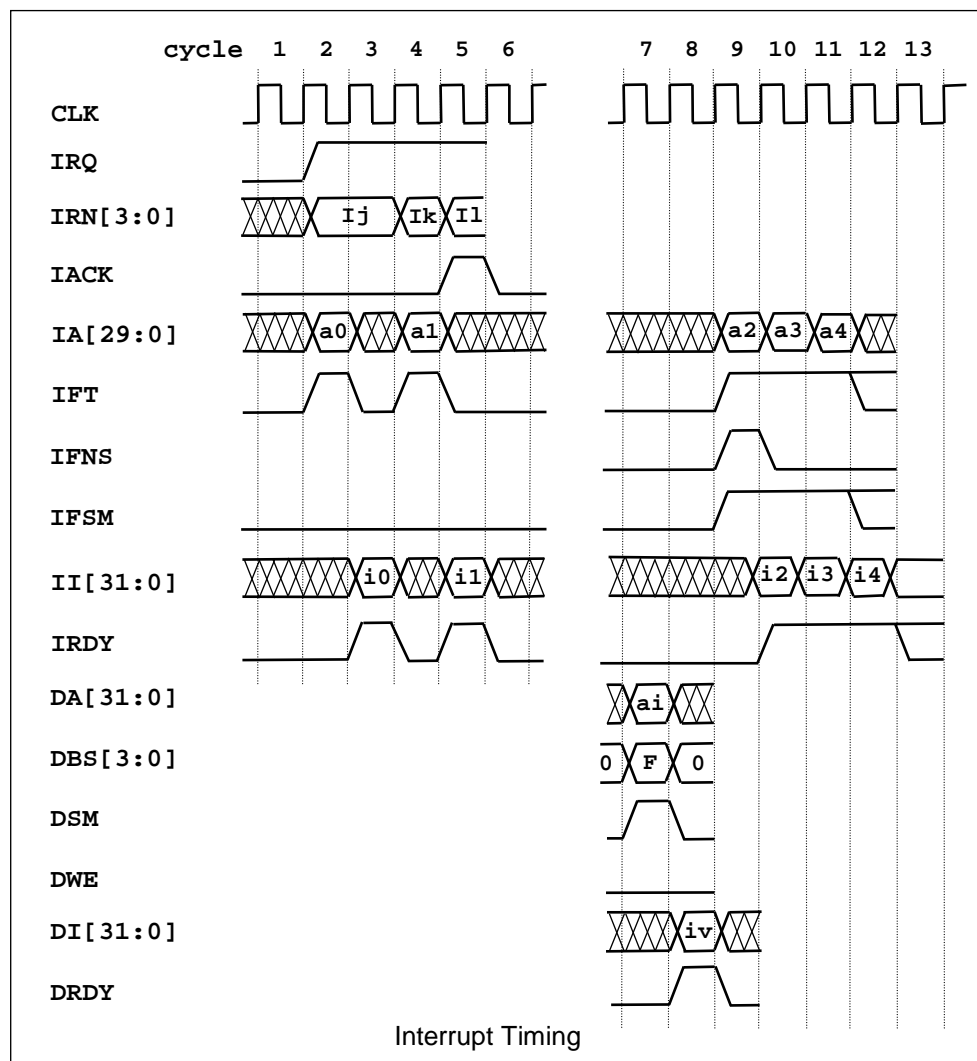 cycle 1 2 3 4 5 6 7 8 9 10 11 12 13
CLK
IRQ
IRN[3:0] Ij Ik Il
IACK
IA[29:0] a0 a1 a2 a3 a4
IFT
IFNS
IFSM
II[31:0] i0 i1 i2 i3 i4
IRDY
DA[31:0] ai
DBS[3:0] 0 F 0
DSM
DWE
DI[31:0] iv
DRDY
Interrupt Timing